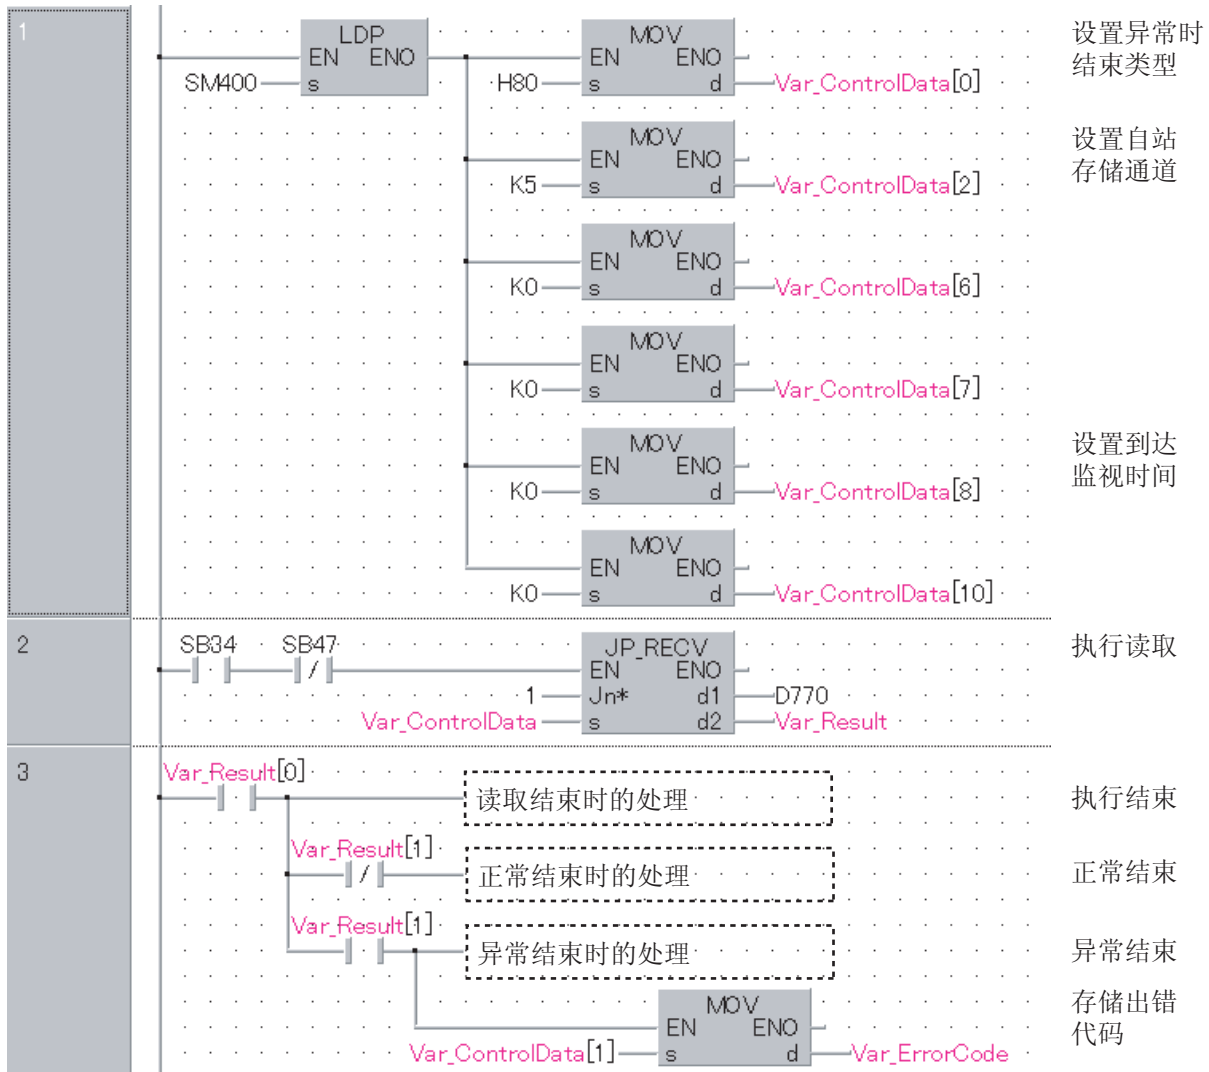 1
LDP
MOV
设置异常时
EN ENO
EN ENO
结束类型
SM400 s
H80 s d Var_ControlData[0]
MOV
设置自站
EN ENO
存储通道
K5 s d Var_ControlData[2]
MOV
EN ENO
K0 s d Var_ControlData[6]
MOV
EN ENO
K0 s d Var_ControlData[7]
MOV
设置到达
EN ENO
监视时间
K0 s d Var_ControlData[8]
MOV
EN ENO
K0 s d Var_ControlData[10]
2
SB34 SB47
JP_RECV
执行读取
EN ENO
1 Jn* d1 D770
Var_ControlData s d2 Var_Result
3
Var_Result[0]
读取结束时的处理
执行结束
Var_Result[1]
正常结束时的处理
正常结束
Var_Result[1]
异常结束时的处理
异常结束
MOV
存储出错
EN ENO
代码
Var_ControlData[1] s d Var_ErrorCode